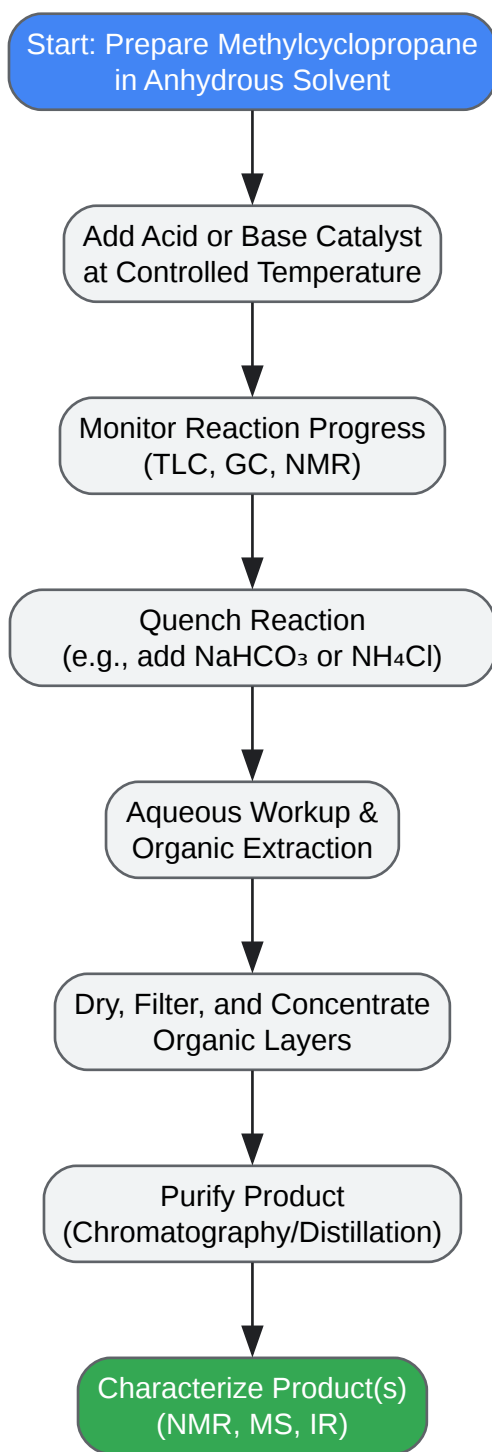 Start: Prepare Methylcyclopropane
in Anhydrous Solvent
Add Acid or Base Catalyst
at Controlled Temperature
Monitor Reaction Progress
(TLC, GC, NMR)
Quench Reaction
(e.g., add NaHCO₃ or NH₄Cl)
Aqueous Workup &
Organic Extraction
Dry, Filter, and Concentrate
Organic Layers
Purify Product
(Chromatography/Distillation)
Characterize Product(s)
(NMR, MS, IR)